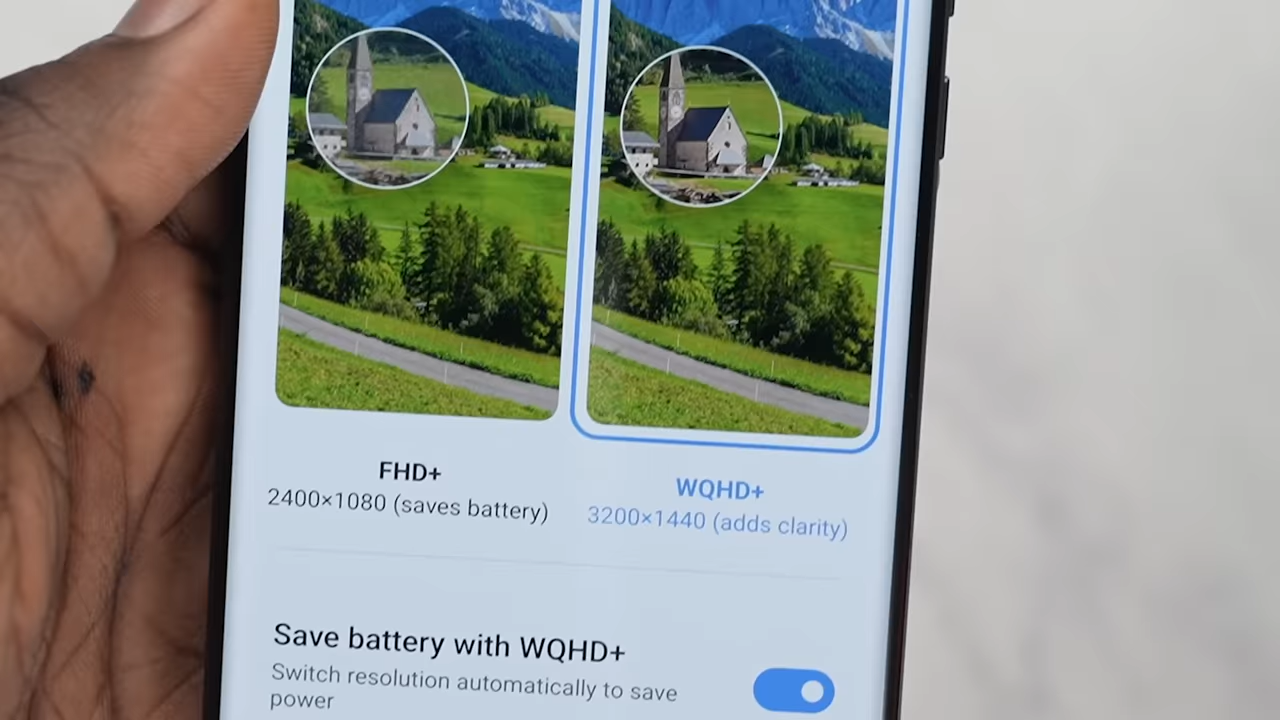 FHD+
2400×1080 (saves battery)
WQHD+
3200×1440 (adds clarity)
Save battery with WQHD+
Switch resolution automatically to save
power